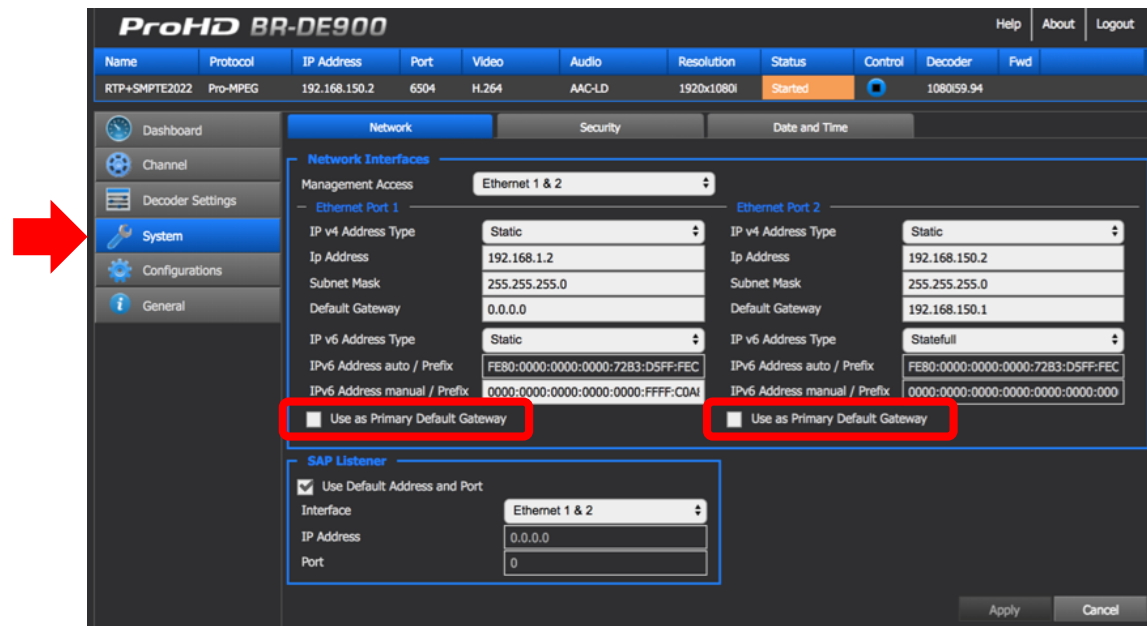 ProHD BR-DE900 Help About Logout
Name Protocol IP Address Port Video Audio Resolution Status Control Decoder Fwd
RTP+SMPTE2022 Pro-MPEG 192.168.150.2 6504 H.264 AAC-LD 1920x1080i Started 1080i59.94
Dashboard
Channel
Decoder Settings
System
Configurations
General
Network Security Date and Time
Network Interfaces
Management Access Ethernet 1 & 2
Ethernet Port 1 Ethernet Port 2
IP v4 Address Type Static IP v4 Address Type Static
Ip Address 192.168.1.2 Ip Address 192.168.150.2
Subnet Mask 255.255.255.0 Subnet Mask 255.255.255.0
Default Gateway 0.0.0.0 Default Gateway 192.168.150.1
IP v6 Address Type Static IP v6 Address Type Statefull
IPv6 Address auto / Prefix FE80:0000:0000:0000:72B3:D5FF:FEC IPv6 Address auto / Prefix FE80:0000:0000:0000:72B3:D5FF:FEC
IPv6 Address manual / Prefix 0000:0000:0000:0000:0000:FFFF:C0A IPv6 Address manual / Prefix 0000:0000:0000:0000:0000:0000:000
Use as Primary Default Gateway Use as Primary Default Gateway
SAP Listener
Use Default Address and Port
Interface Ethernet 1 & 2
IP Address 0.0.0.0
Port 0
Apply Cancel